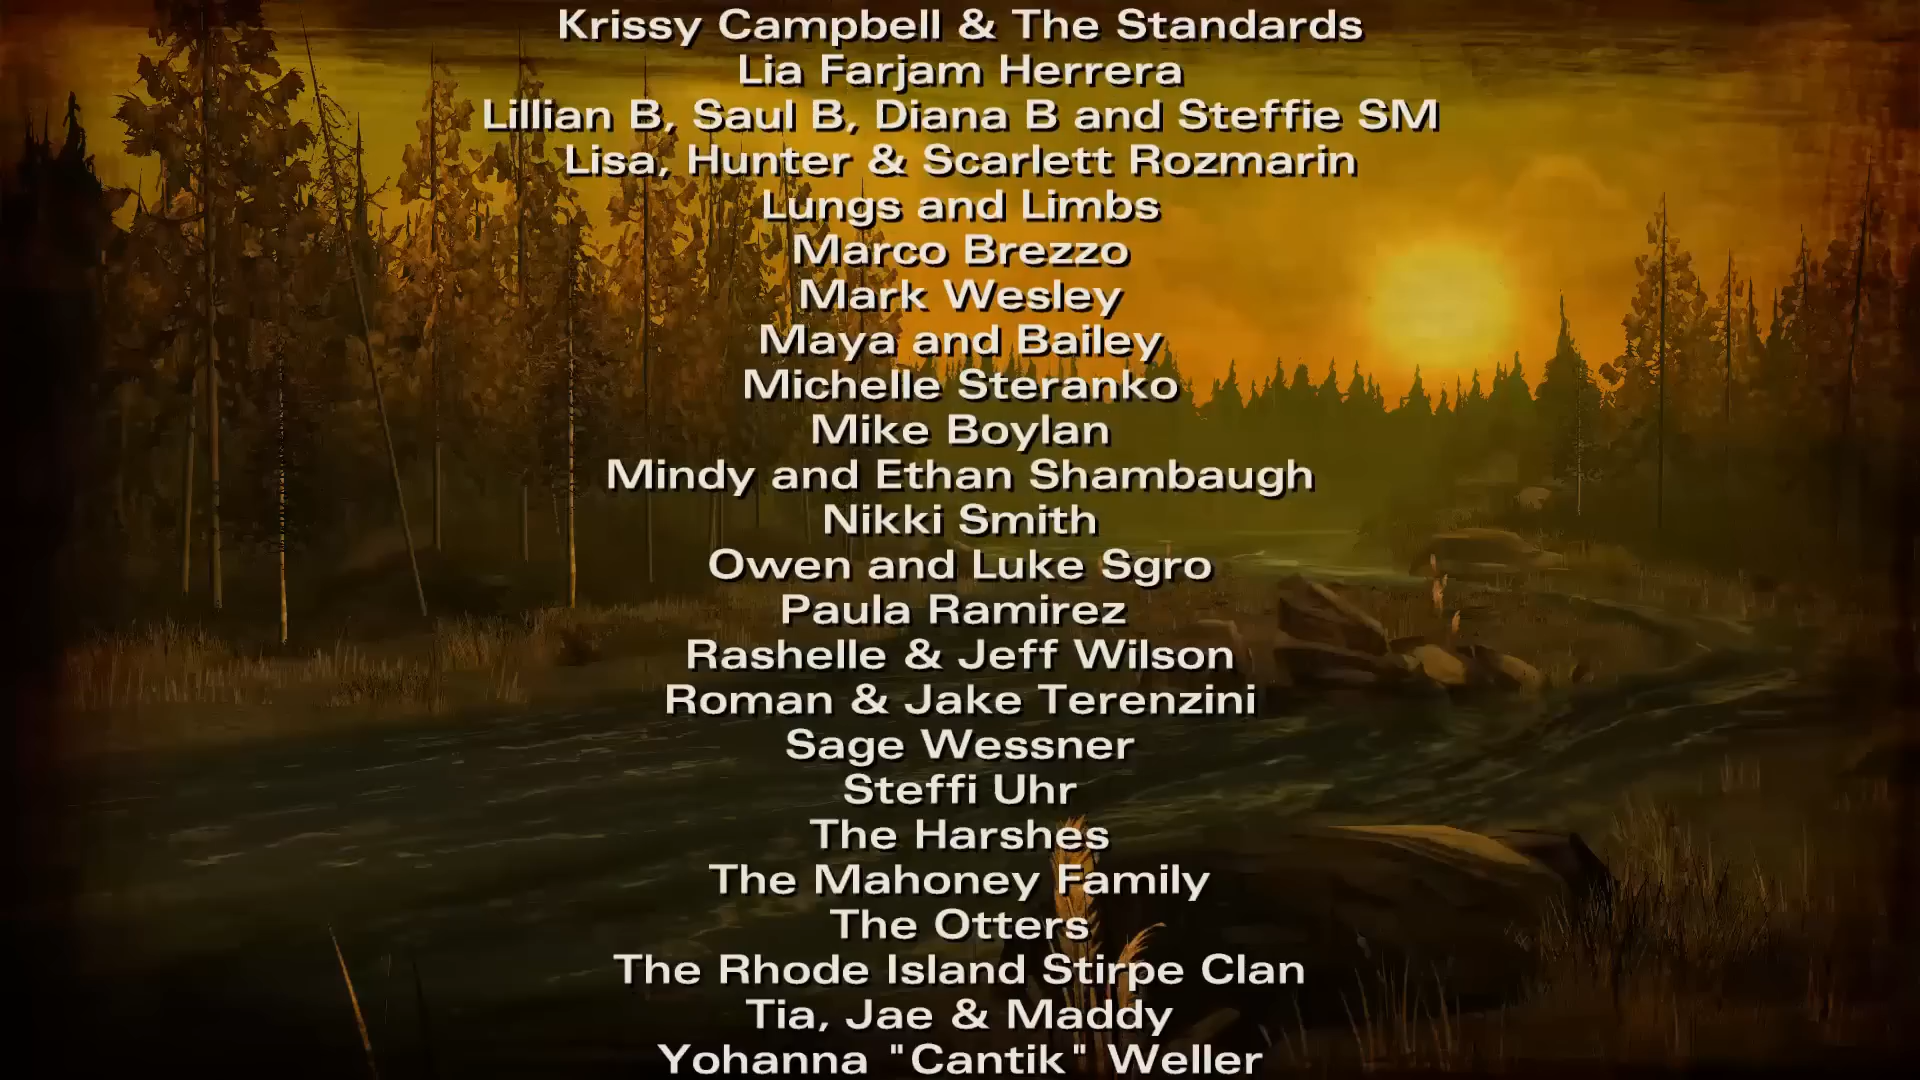 Krissy Campbell & The Standards
Lia Farjam Herrera
Lillian B, Saul B, Diana B and Steffie SM
Lisa, Hunter & Scarlett Rozmarin
Lungs and Limbs
Marco Brezzo
Mark Wesley
Maya and Bailey
Michelle Steranko
Mike Boylan
Mindy and Ethan Shambaugh
Nikki Smith
Owen and Luke Sgro
Paula Ramirez
Rashelle & Jeff Wilson
Roman & Jake Terenzini
Sage Wessner
Steffi Uhr
The Harshes
The Mahoney Family
The Otters
The Rhode Island Stirpe Clan
Tia, Jae & Maddy
Yohanna "Cantik" Weller